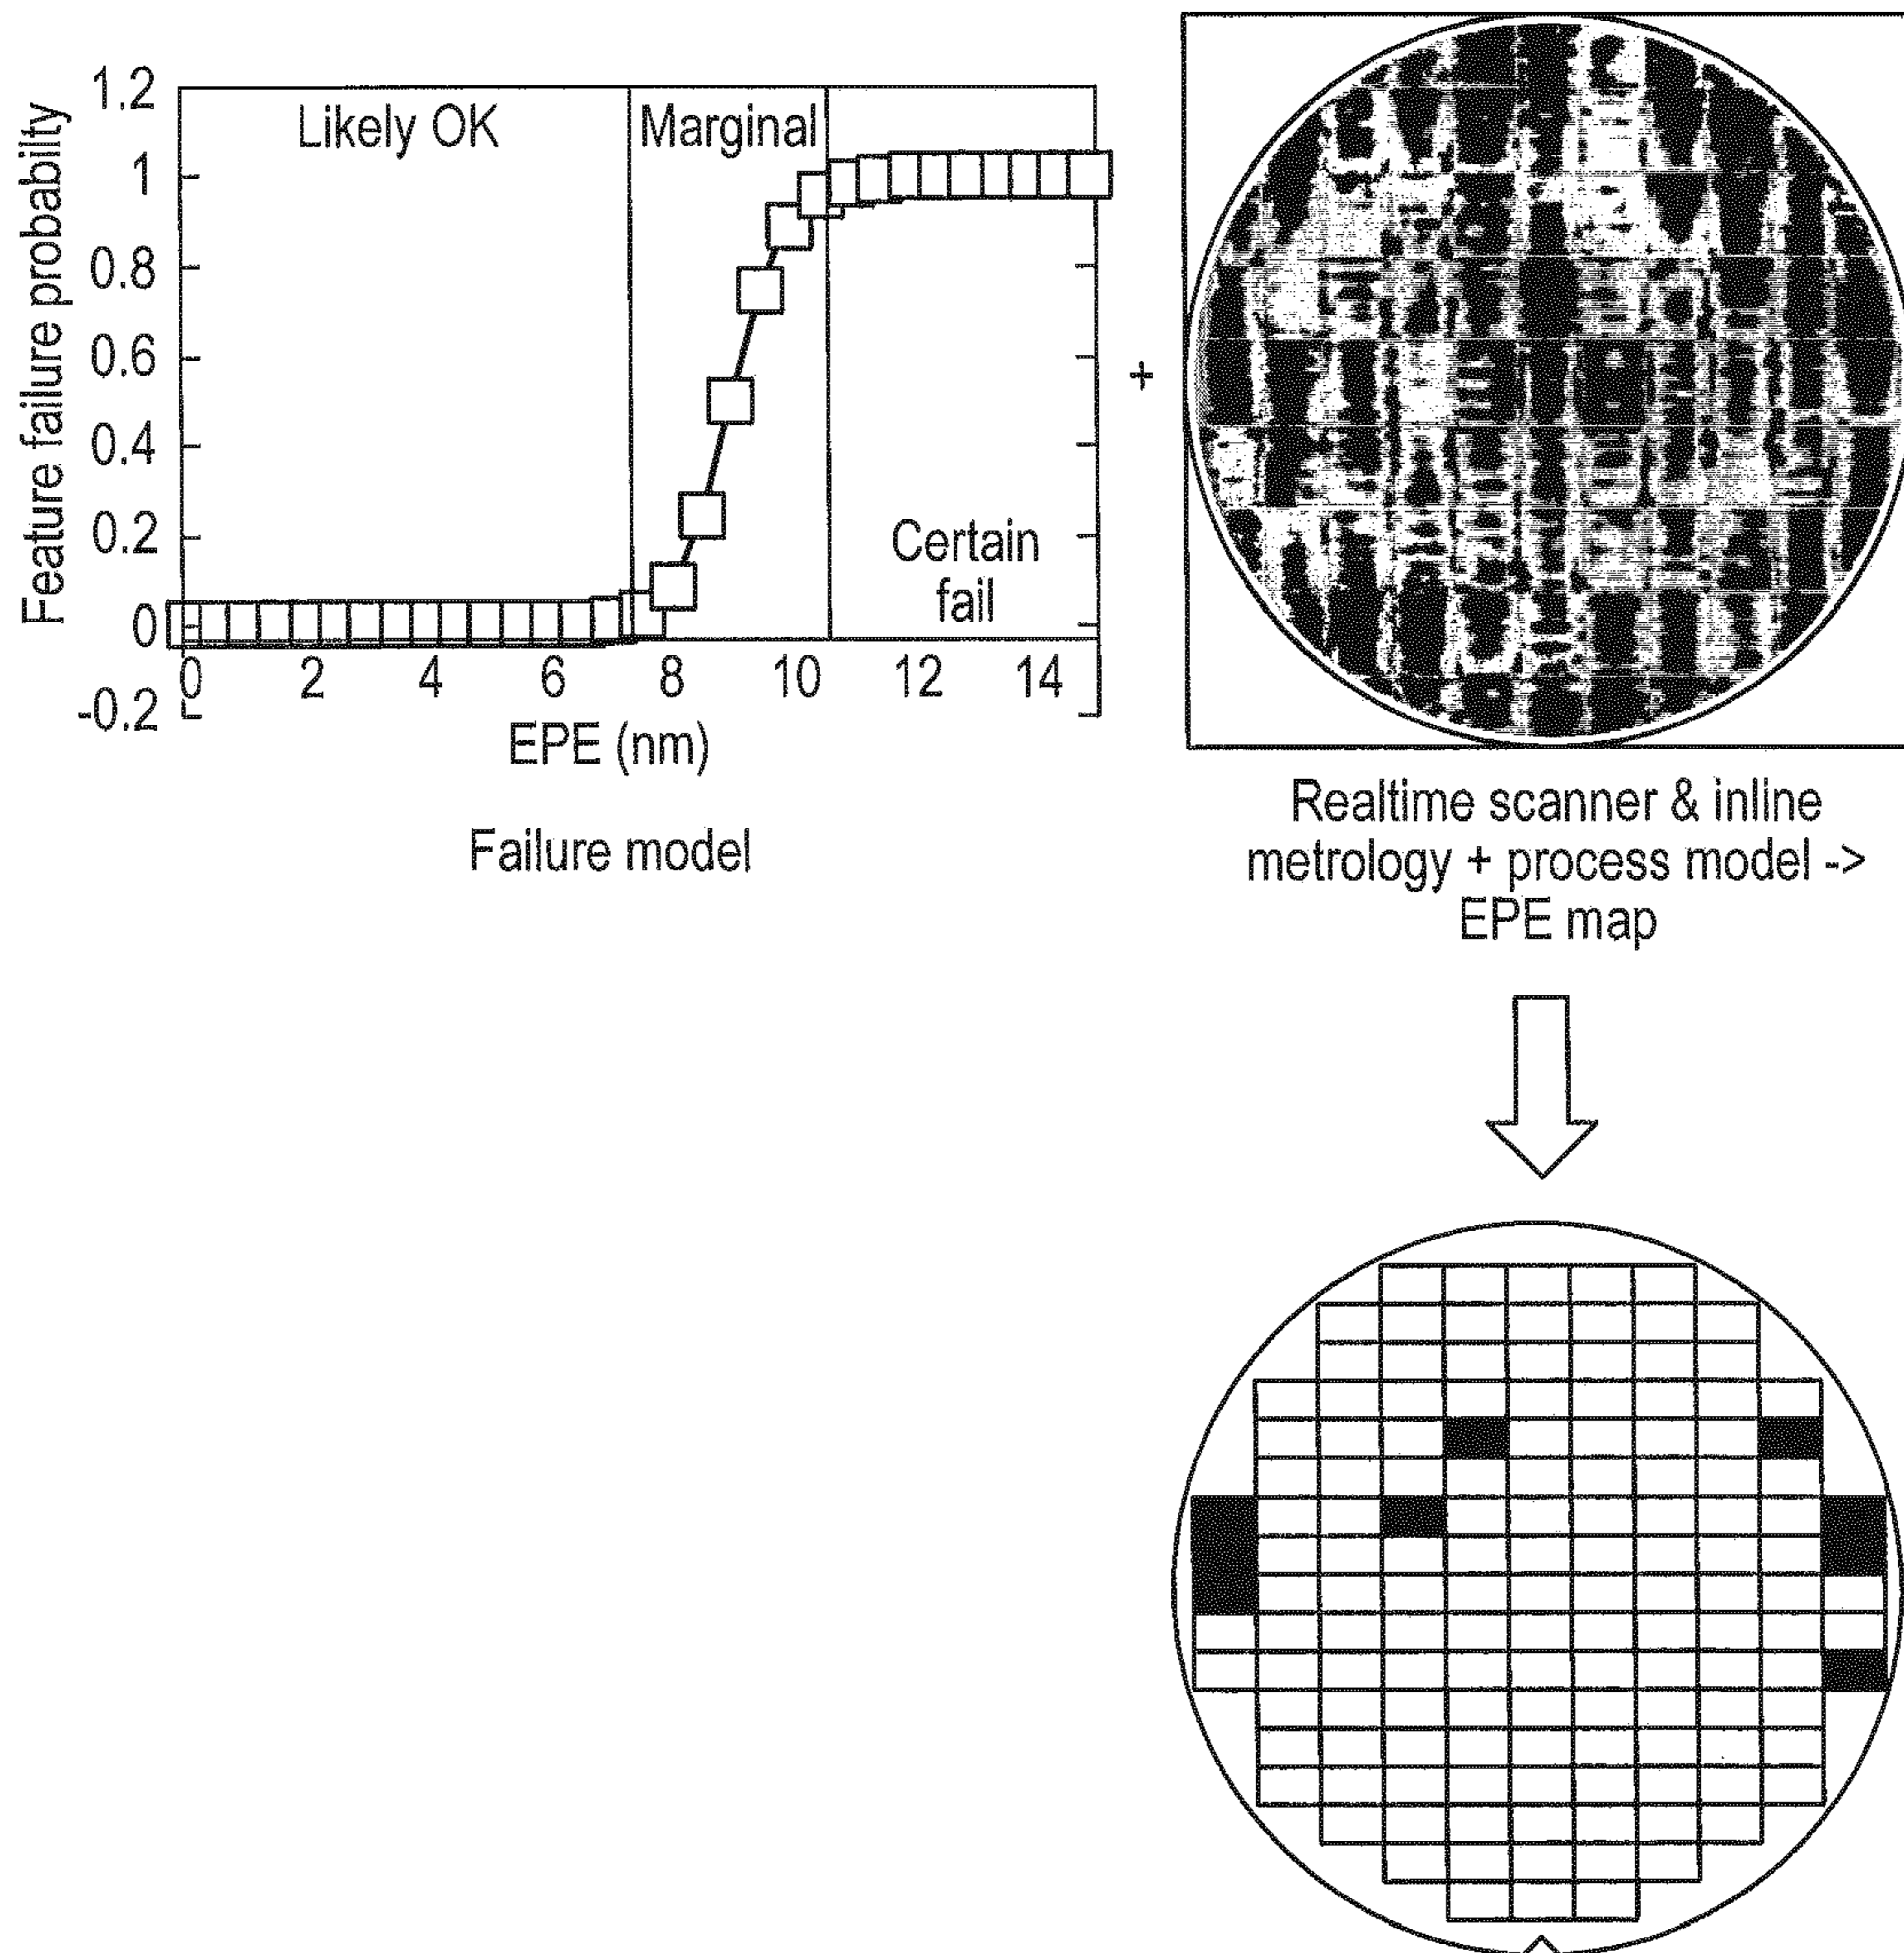 1.2
1
0.8
0.6
0.4
0.2
0
-0.2
Feature failure probabilty
Likely OK
Marginal
Certain
fail
0 2 4 6 8 10 12 14
EPE (nm)
Failure model
+
Realtime scanner & inline
metrology + process model ->
EPE map